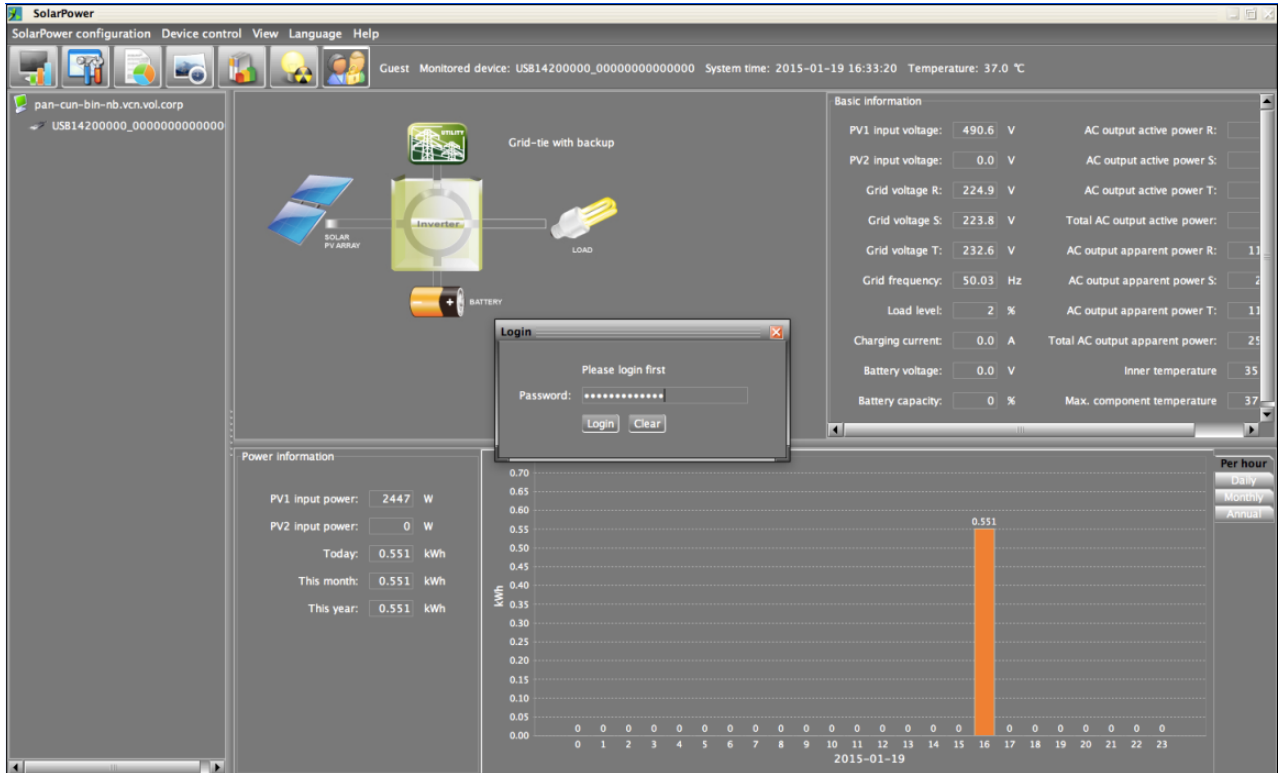 SolarPower
SolarPower configuration Device control View Language Help
Guest Monitored device: USB14200000_00000000000000 System time: 2015-01-19 16:33:20 Temperature: 37.0 ℃
pan-cun-bin-nb.vcn.vol.corp
USB14200000_0000000000000
UTILITY
Grid-tie with backup
Inverter
SOLAR
PV ARRAY
LOAD
BATTERY
Basic information
PV1 input voltage: 490.6 V AC output active power R:
PV2 input voltage: 0.0 V AC output active power S:
Grid voltage R: 224.9 V AC output active power T:
Grid voltage S: 223.8 V Total AC output active power:
Grid voltage T: 232.6 V AC output apparent power R: 11
Grid frequency: 50.03 Hz AC output apparent power S: 2
Load level: 2 % AC output apparent power T: 11
Charging current: 0.0 A Total AC output apparent power: 25
Battery voltage: 0.0 V Inner temperature 35
Battery capacity: 0 % Max. component temperature 37
Login
Please login first
Password: •••••••••••••
Login Clear
Power information
PV1 input power: 2447 W
PV2 input power: 0 W
Today: 0.551 kWh
This month: 0.551 kWh
This year: 0.551 kWh
Per hour
Daily
Monthly
Annual
kWh
0.70
0.65
0.60
0.55
0.50
0.45
0.40
0.35
0.30
0.25
0.20
0.15
0.10
0.05
0.00
0.551
0 0 0 0 0 0 0 0 0 0 0 0 0 0 0 0 0 0 0 0 0 0 0
0 1 2 3 4 5 6 7 8 9 10 11 12 13 14 15 16 17 18 19 20 21 22 23
2015-01-19